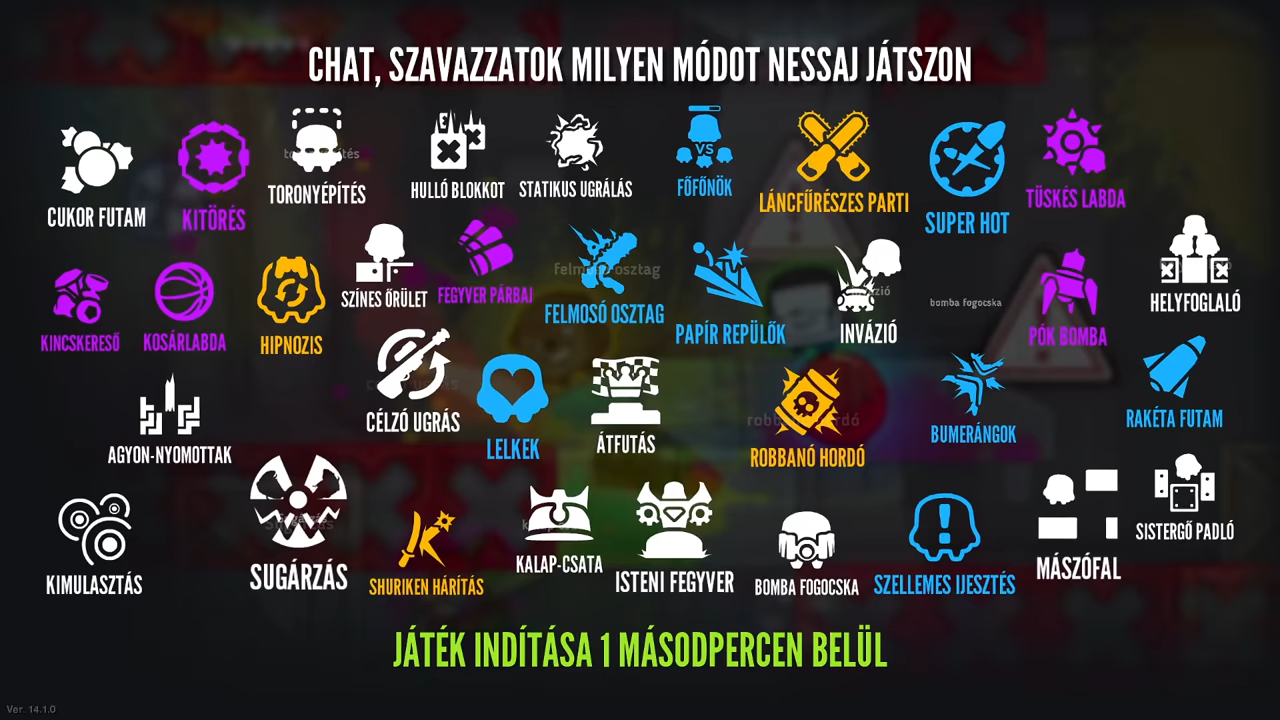 CHAT, SZAVAZZATOK MILYEN MÓDOT NESSAJ JÁTSZON
CUKOR FUTAM
KITÖRÉS
TORONYÉPÍTÉS
HULLÓ BLOKKOT
STATIKUS UGRÁLÁS
VS
FŐFŐNÖK
LÁNCFŰRÉSZES PARTI
SUPER HOT
TÜSKÉS LABDA
KINCSKERESŐ
KOSÁRLABDA
HIPNOZIS
SZÍNES ŐRÜLET
FEGYVER PÁRBAJ
felmosó osztag
FELMOSÓ OSZTAG
PAPÍR REPÜLŐK
INVÁZIÓ
bomba fogocska
PÓK BOMBA
HELYFOGLALÓ
AGYON-NYOMOTTAK
CÉLZÓ UGRÁS
LELKEK
ÁTFUTÁS
ROBBANÓ HORDÓ
BUMERÁNGOK
RAKÉTA FUTAM
KIMULASZTÁS
SUGÁRZÁS
SHURIKEN HÁRÍTÁS
KALAP-CSATA
ISTENI FEGYVER
BOMBA FOGOCSKA
SZELLEMES IJESZTÉS
MÁSZÓFAL
SISTERGŐ PADLÓ
JÁTÉK INDÍTÁSA 1 MÁSODPERCEN BELÜL
Ver. 14.1.0